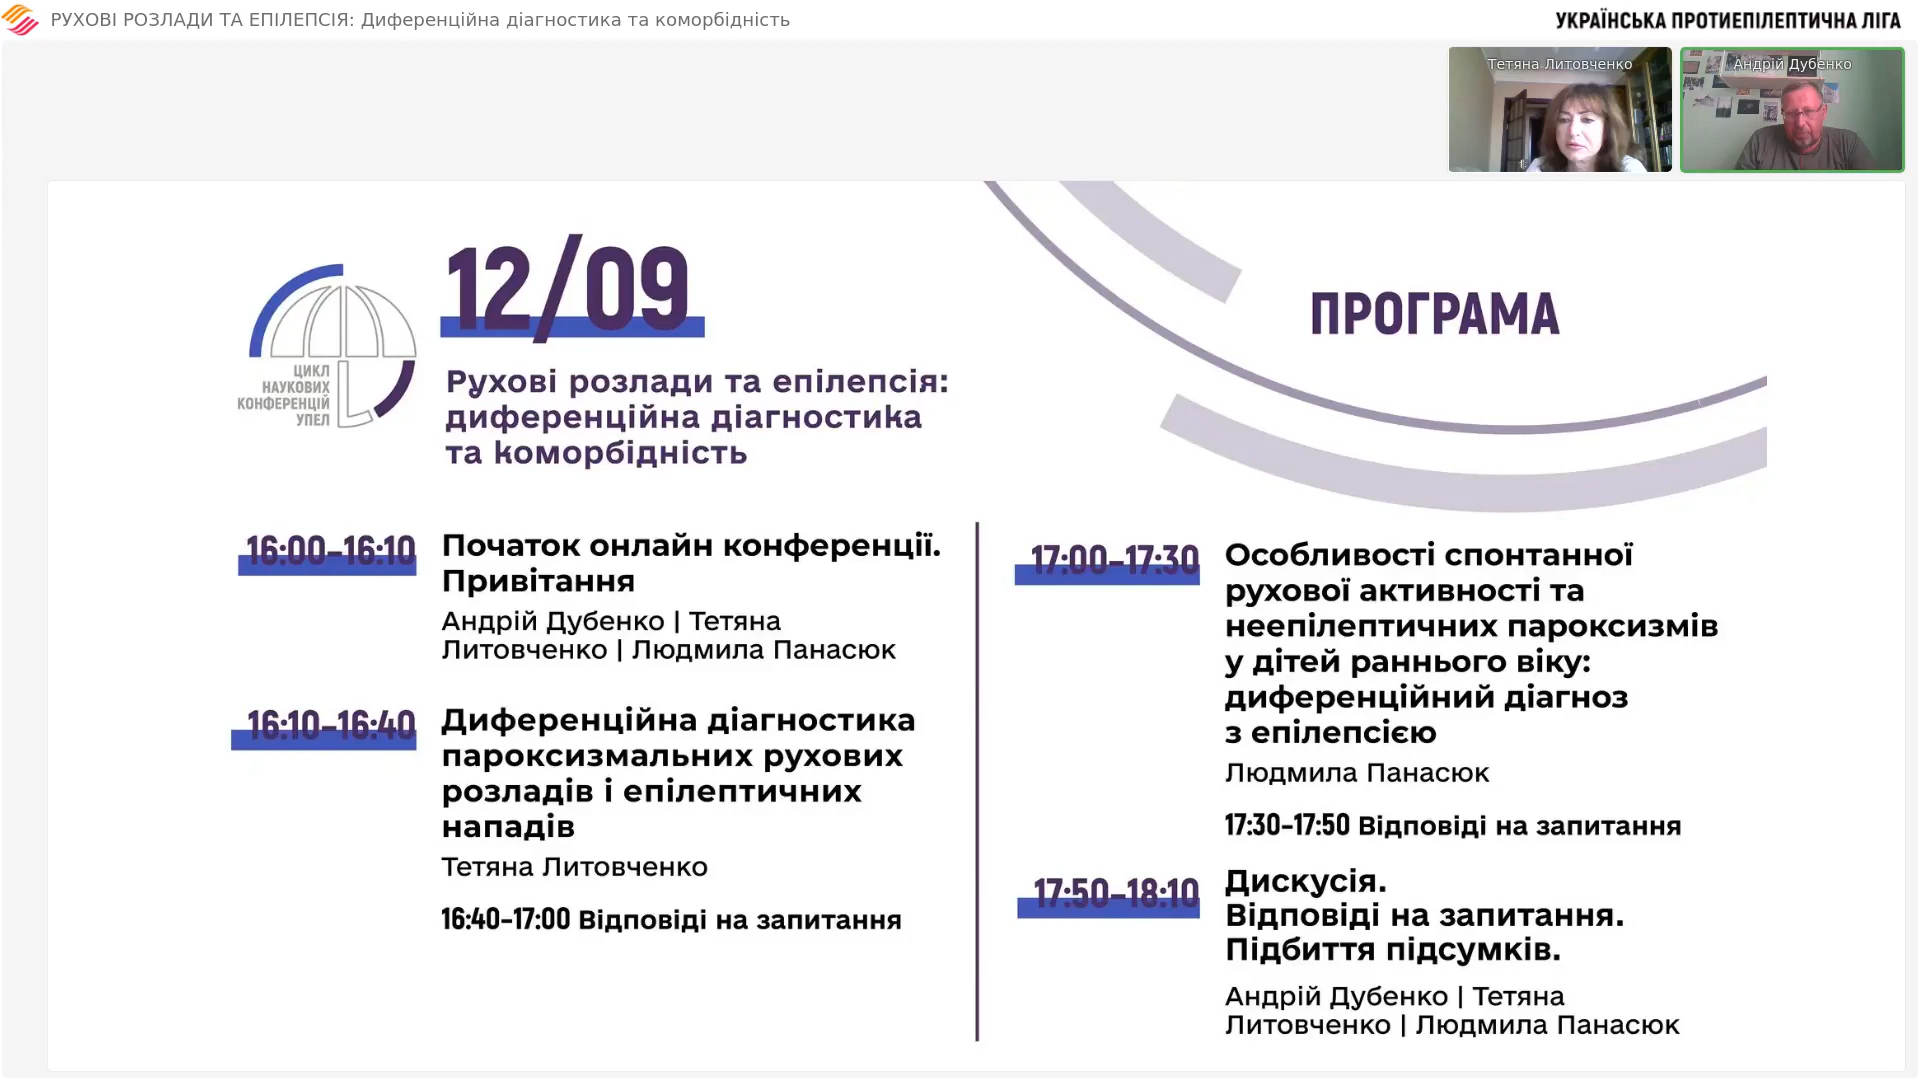 РУХОВІ РОЗЛАДИ ТА ЕПІЛЕПСІЯ: Диференційна діагностика та коморбідність
УКРАЇНСЬКА ПРОТИЕПІЛЕПТИЧНА ЛІГА
Тетяна Литовченко
Андрій Дубенко
12/09
ЦИКЛ
НАУКОВИХ
КОНФЕРЕНЦІЙ
УПЕЛ
Рухові розлади та епілепсія:
диференційна діагностика
та коморбідність
ПРОГРАМА
16:00–16:10
Початок онлайн конференції.
Привітання
Андрій Дубенко | Тетяна
Литовченко | Людмила Панасюк
16:10–16:40
Диференційна діагностика
пароксизмальних рухових
розладів і епілептичних
нападів
Тетяна Литовченко
16:40–17:00 Відповіді на запитання
17:00–17:30
Особливості спонтанної
рухової активності та
неепілептичних пароксизмів
у дітей раннього віку:
диференційний діагноз
з епілепсією
Людмила Панасюк
17:30–17:50 Відповіді на запитання
17:50–18:10
Дискусія.
Відповіді на запитання.
Підбиття підсумків.
Андрій Дубенко | Тетяна
Литовченко | Людмила Панасюк